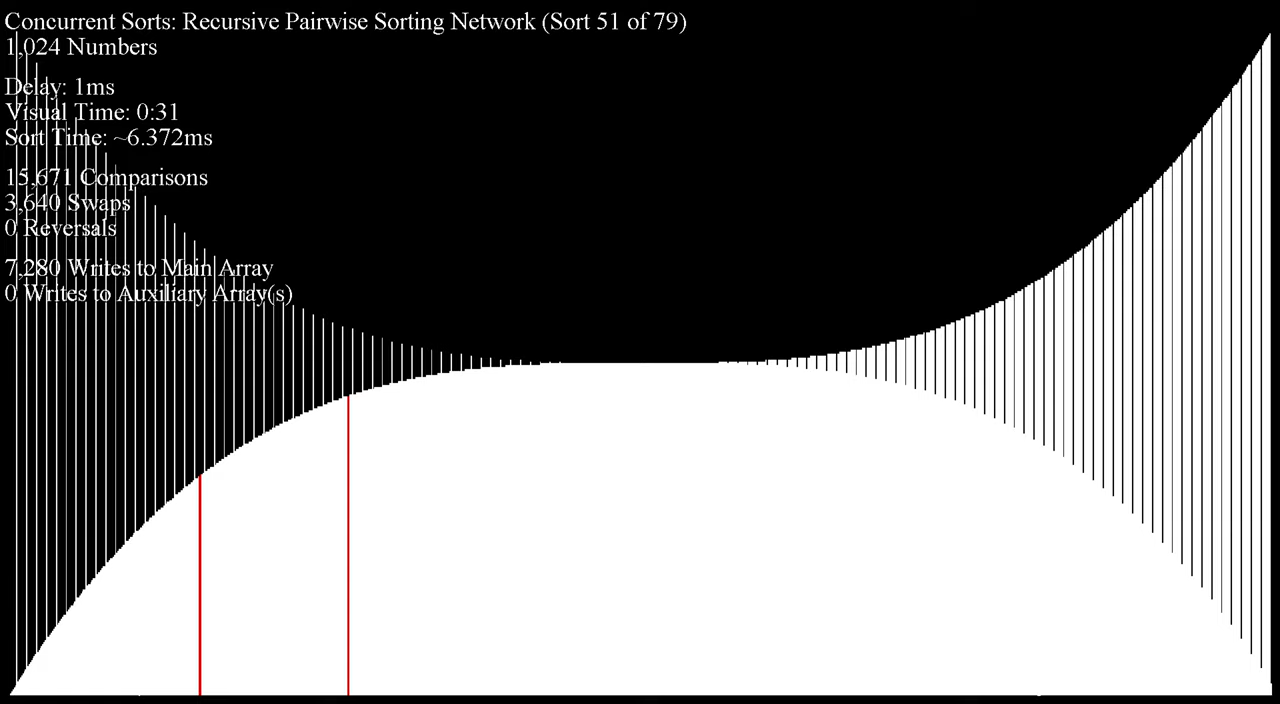 Concurrent Sorts: Recursive Pairwise Sorting Network (Sort 51 of 79)
1,024 Numbers
Delay: 1ms
Visual Time: 0:31
Sort Time: ~6.372ms
15,671 Comparisons
3,640 Swaps
0 Reversals
7,280 Writes to Main Array
0 Writes to Auxiliary Array(s)